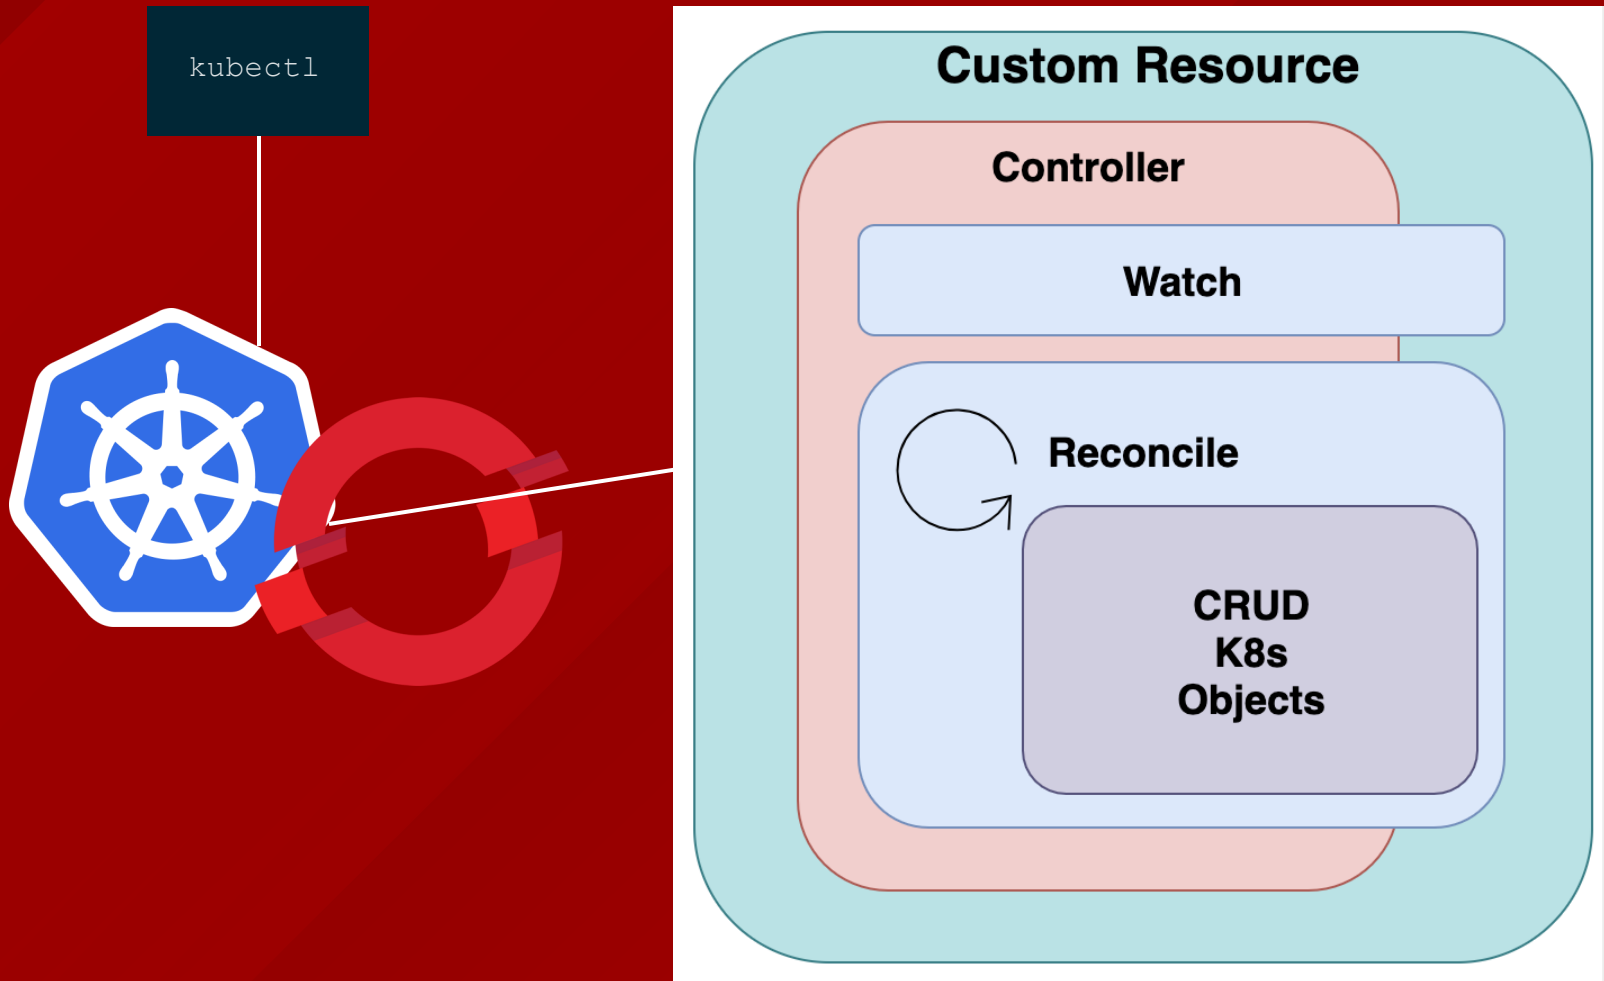 kubectl
Custom Resource
Controller
Watch
Reconcile
CRUD
K8s
Objects